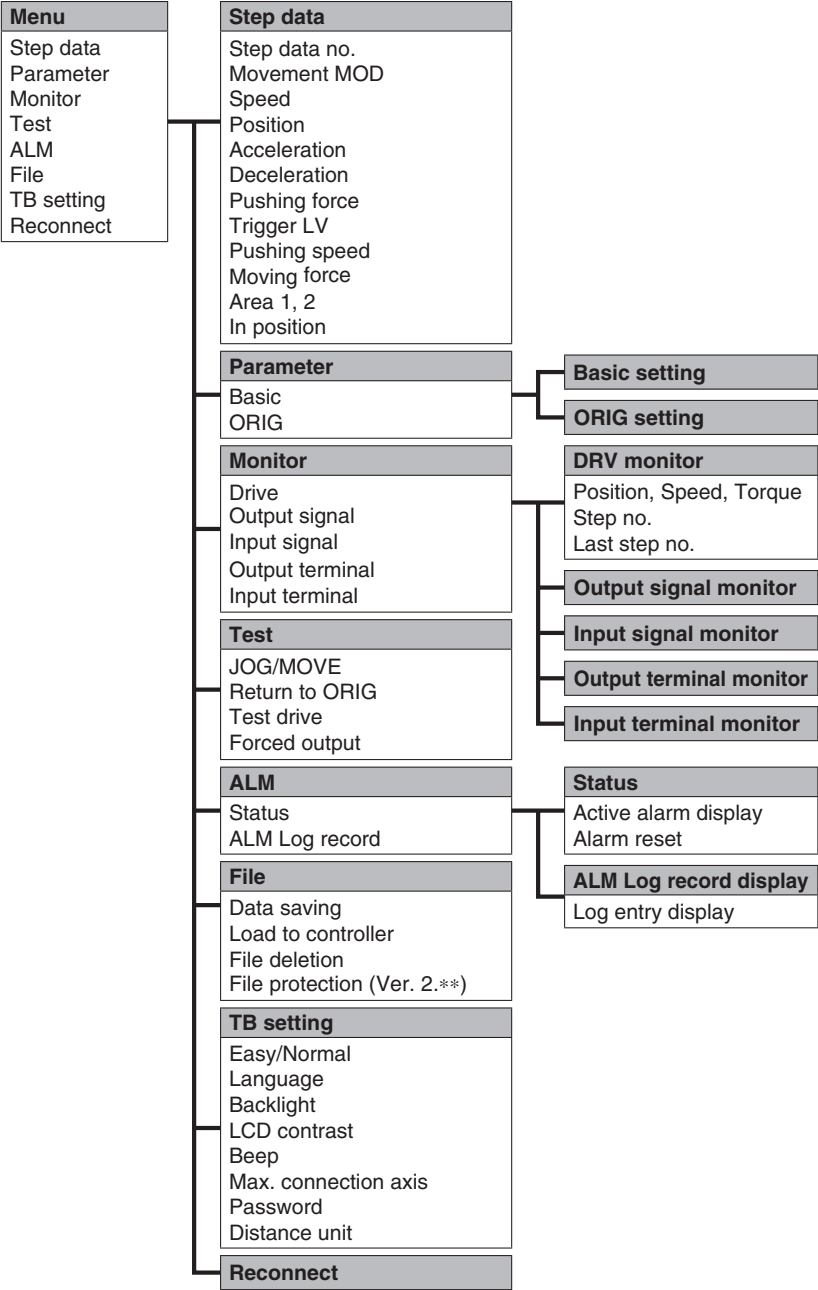 Menu
Step data
Parameter
Monitor
Test
ALM
File
TB setting
Reconnect
Step data
Step data no.
Movement MOD
Speed
Position
Acceleration
Deceleration
Pushing force
Trigger LV
Pushing speed
Moving force
Area 1, 2
In position
Parameter
Basic
ORIG
Basic setting
ORIG setting
Monitor
Drive
Output signal
Input signal
Output terminal
Input terminal
DRV monitor
Position, Speed, Torque
Step no.
Last step no.
Output signal monitor
Input signal monitor
Output terminal monitor
Input terminal monitor
Test
JOG/MOVE
Return to ORIG
Test drive
Forced output
ALM
Status
ALM Log record
Status
Active alarm display
Alarm reset
ALM Log record display
Log entry display
File
Data saving
Load to controller
File deletion
File protection (Ver. 2.**)
TB setting
Easy/Normal
Language
Backlight
LCD contrast
Beep
Max. connection axis
Password
Distance unit
Reconnect